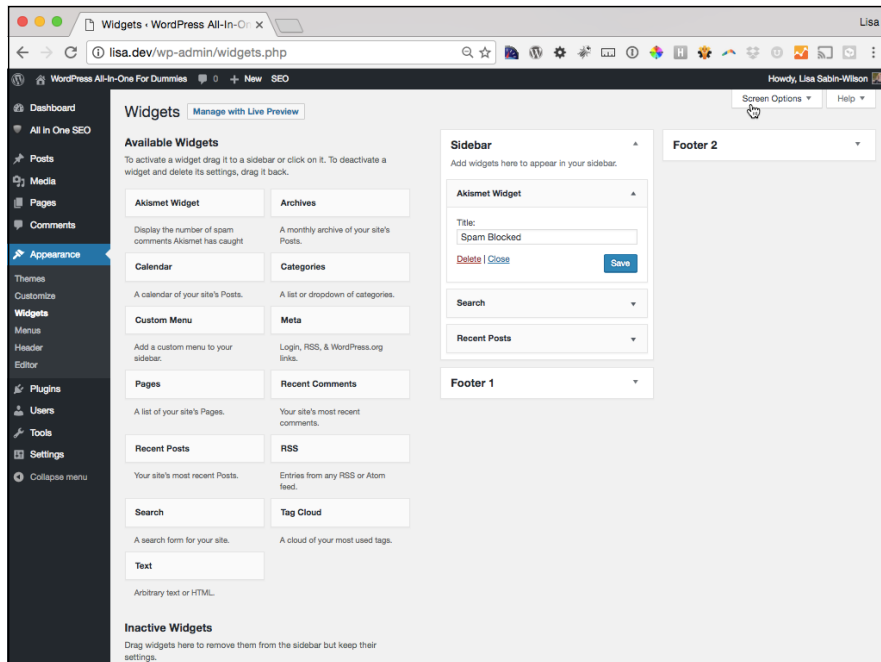 Widgets ‹ WordPress All-In-On
Lisa
lisa.dev/wp-admin/widgets.php
WordPress All-In-One For Dummies 0 + New SEO
Howdy, Lisa Sabin-Wilson
Screen Options
Help
Dashboard
All in One SEO
Posts
Media
Pages
Comments
Appearance
Themes
Customize
Widgets
Menus
Header
Editor
Plugins
Users
Tools
Settings
Collapse menu
Widgets
Manage with Live Preview
Available Widgets
To activate a widget drag it to a sidebar or click on it. To deactivate a
widget and delete its settings, drag it back.
Akismet Widget
Display the number of spam
comments Akismet has caught
Archives
A monthly archive of your site's
Posts.
Calendar
A calendar of your site's Posts.
Categories
A list or dropdown of categories.
Custom Menu
Add a custom menu to your
sidebar.
Meta
Login, RSS, & WordPress.org
links.
Pages
A list of your site's Pages.
Recent Comments
Your site's most recent
comments.
Recent Posts
Your site's most recent Posts.
RSS
Entries from any RSS or Atom
feed.
Search
A search form for your site.
Tag Cloud
A cloud of your most used tags.
Text
Arbitrary text or HTML.
Inactive Widgets
Drag widgets here to remove them from the sidebar but keep their
settings.
Sidebar
Add widgets here to appear in your sidebar.
Akismet Widget
Title:
Spam Blocked
Delete | Close
Save
Search
Recent Posts
Footer 1
Footer 2